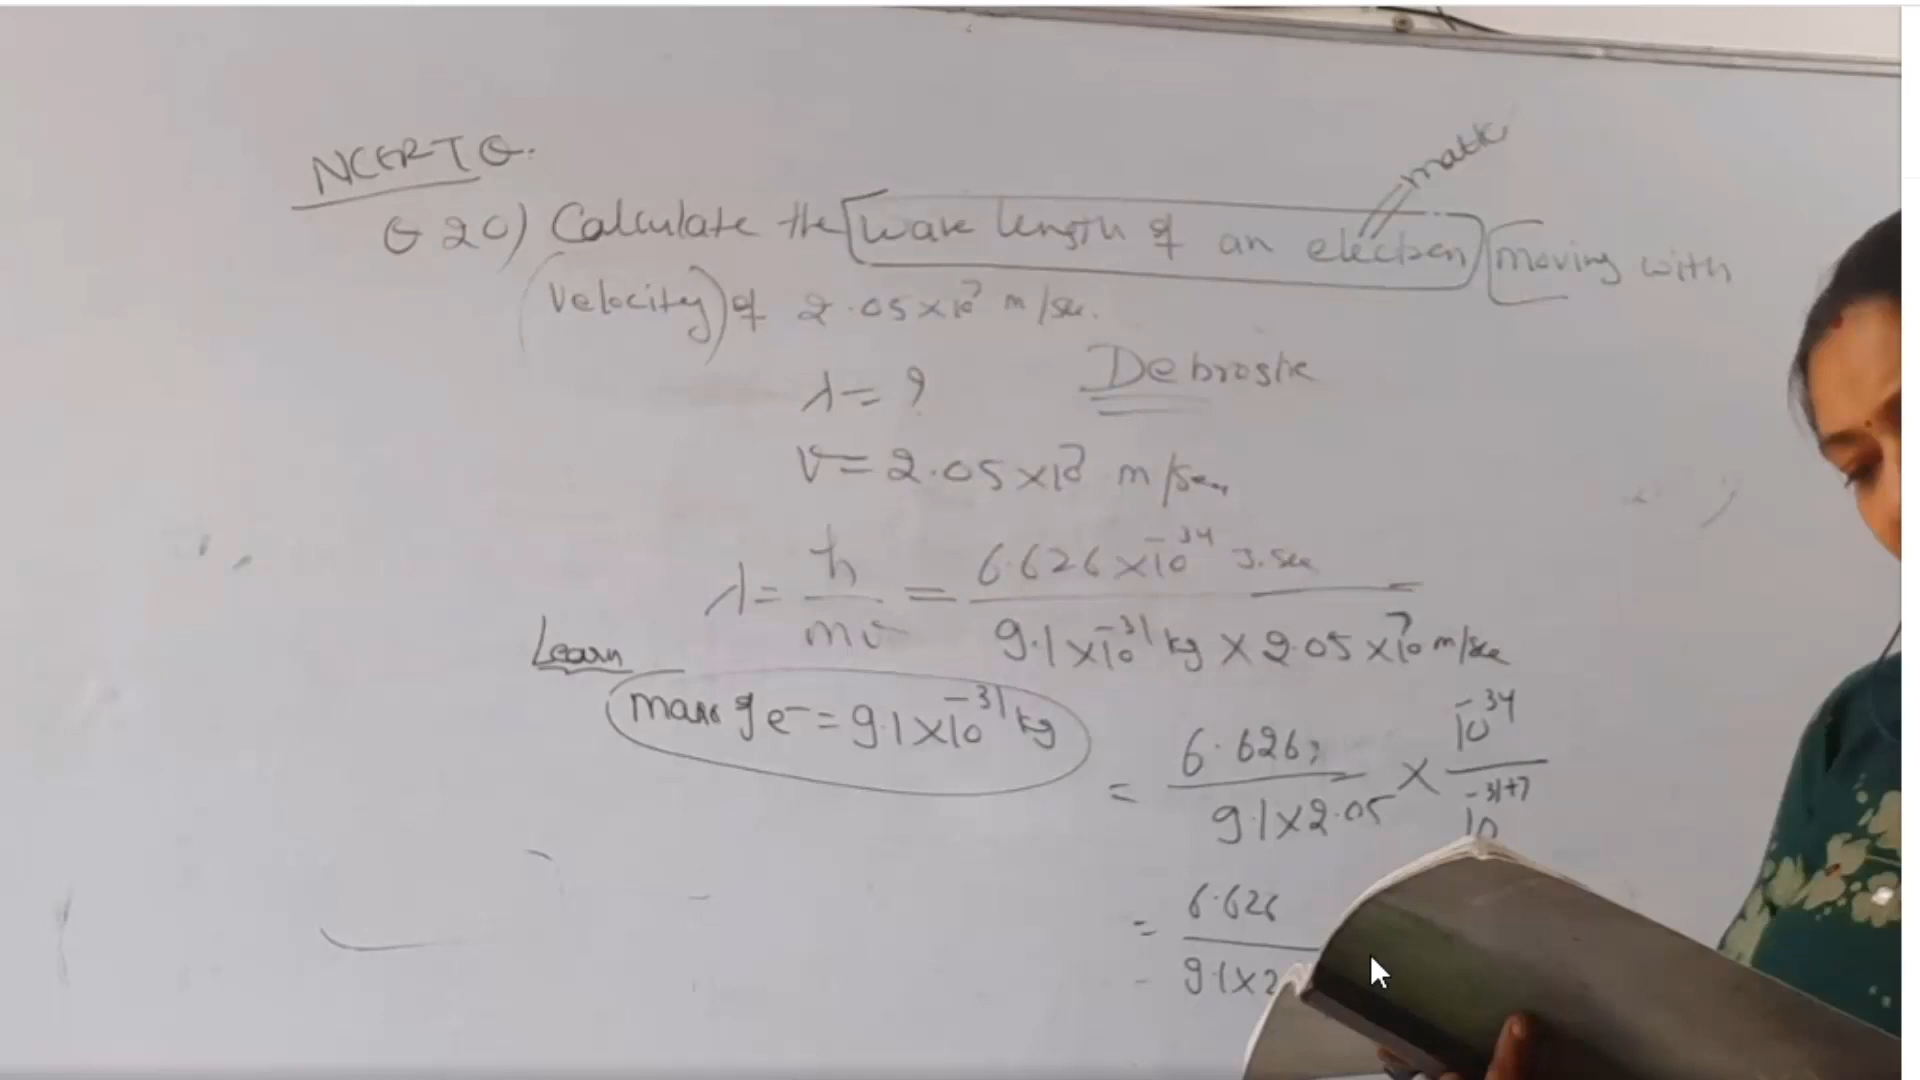 NCERT Q.
Q 20) Calculate the wave length of an electron moving with
velocity of 2.05×10⁷ m/sec.
λ = ?
v = 2.05×10⁷ m/sec
λ = h/mv = 6.626×10⁻³⁴ J.sec / 9.1×10⁻³¹ kg × 2.05×10⁷ m/sec
Learn
mass of e⁻ = 9.1×10⁻³¹ kg
= 6.626 / 9.1×2.05 × 10⁻³⁴ / 10⁻³¹⁺⁷
= 6.626 / 9.1×2